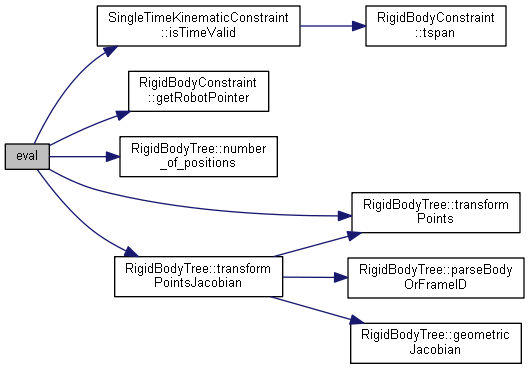 SingleTimeKinematicConstraint
::isTimeValid
RigidBodyConstraint
::tspan
RigidBodyConstraint
::getRobotPointer
eval
RigidBodyTree::number
_of_positions
RigidBodyTree::transform
Points
RigidBodyTree::transform
PointsJacobian
RigidBodyTree::parseBody
OrFrameID
RigidBodyTree::geometric
Jacobian